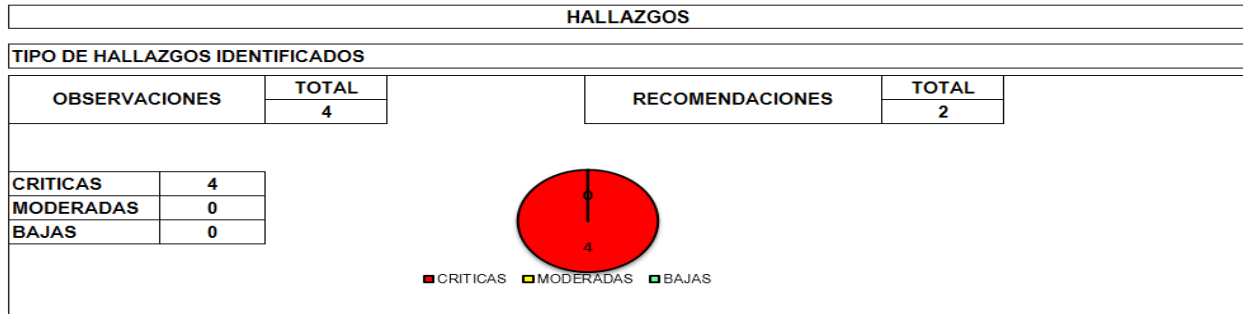 HALLAZGOS
TIPO DE HALLAZGOS IDENTIFICADOS
OBSERVACIONES TOTAL 4
RECOMENDACIONES TOTAL 2
CRITICAS 4
MODERADAS 0
BAJAS 0
0
4
CRITICAS MODERADAS BAJAS